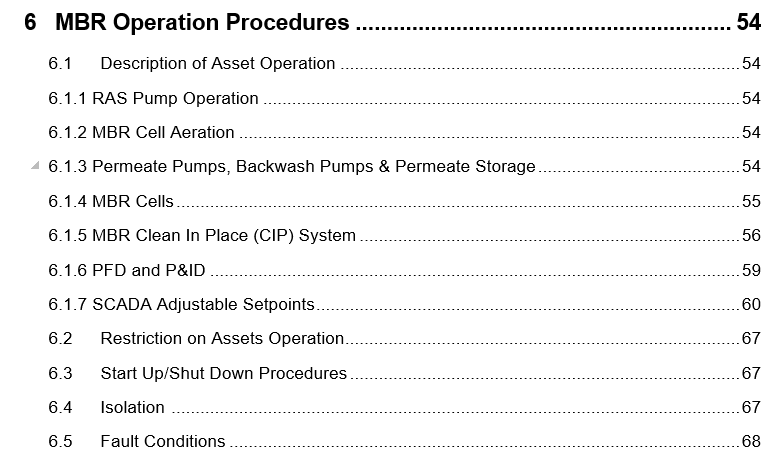 6 MBR Operation Procedures ........................................................ 54
6.1 Description of Asset Operation ........................................................ 54
6.1.1 RAS Pump Operation ........................................................ 54
6.1.2 MBR Cell Aeration ........................................................ 54
6.1.3 Permeate Pumps, Backwash Pumps & Permeate Storage ........................................................ 54
6.1.4 MBR Cells ........................................................ 55
6.1.5 MBR Clean In Place (CIP) System ........................................................ 56
6.1.6 PFD and P&ID ........................................................ 59
6.1.7 SCADA Adjustable Setpoints ........................................................ 60
6.2 Restriction on Assets Operation ........................................................ 67
6.3 Start Up/Shut Down Procedures ........................................................ 67
6.4 Isolation ........................................................ 67
6.5 Fault Conditions ........................................................ 68